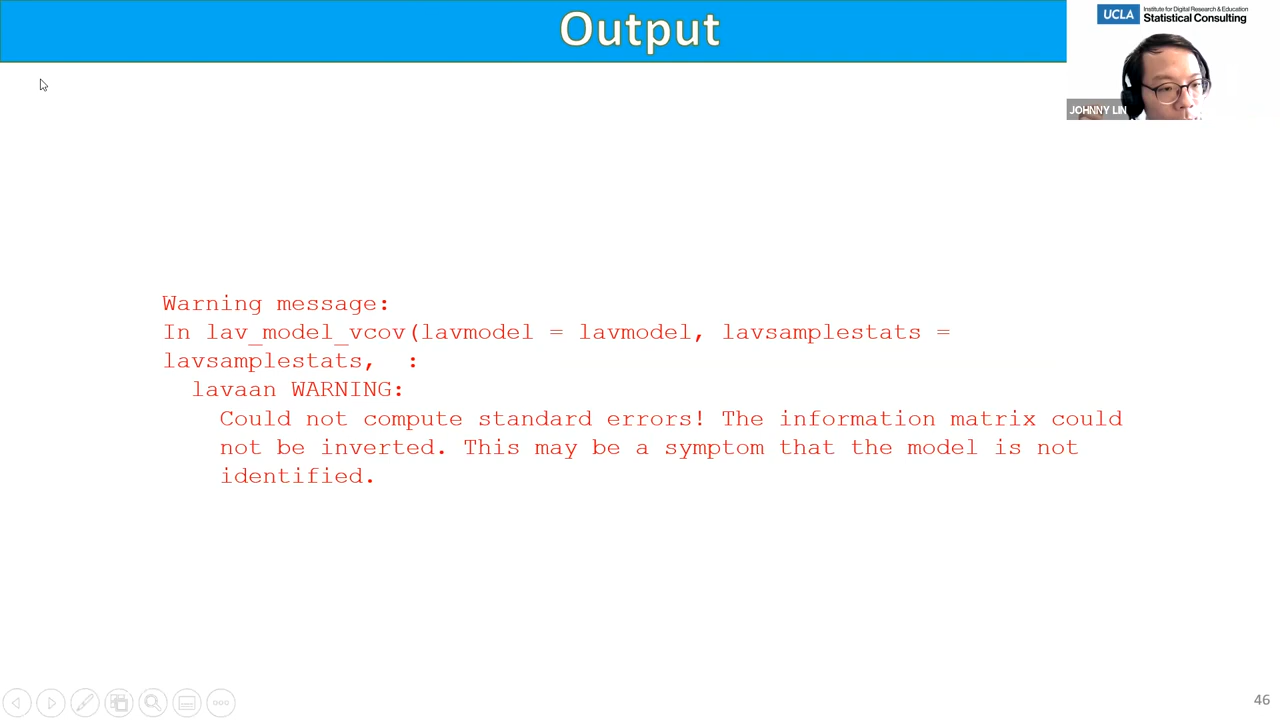 Output
UCLA
Institute for Digital Research & Education
Statistical Consulting
JOHNNY LIN
Warning message:
In lav_model_vcov(lavmodel = lavmodel, lavsamplestats =
lavsamplestats,  :
lavaan WARNING:
Could not compute standard errors! The information matrix could
not be inverted. This may be a symptom that the model is not
identified.
46